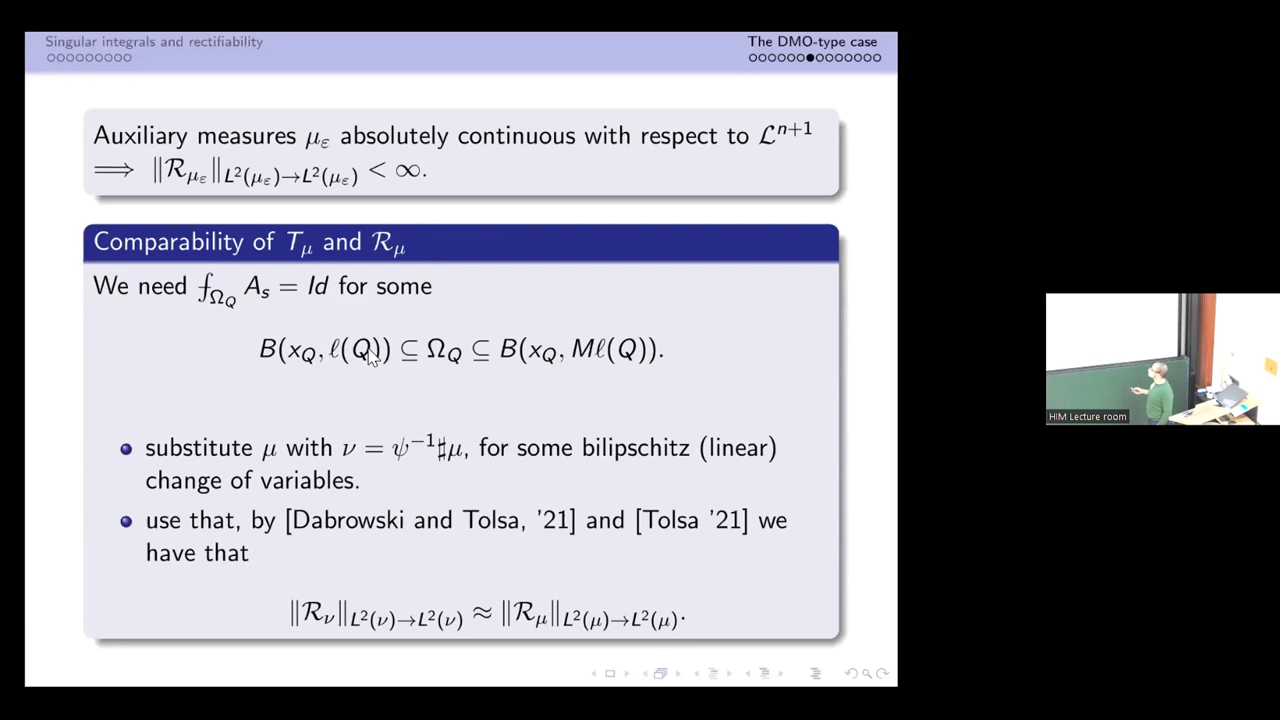 Singular integrals and rectifiability
The DMO-type case
Auxiliary measures μ_ε absolutely continuous with respect to 𝓛^{n+1}
⟹ ‖𝓡_{μ_ε}‖_{L²(μ_ε)→L²(μ_ε)} < ∞.
Comparability of T_μ and 𝓡_μ
We need ⨍_{Ω_Q} A_s = Id for some
B(x_Q, ℓ(Q)) ⊆ Ω_Q ⊆ B(x_Q, Mℓ(Q)).
substitute μ with ν = ψ^{−1}♯μ, for some bilipschitz (linear)
change of variables.
use that, by [Dabrowski and Tolsa, '21] and [Tolsa '21] we
have that
‖𝓡_ν‖_{L²(ν)→L²(ν)} ≈ ‖𝓡_μ‖_{L²(μ)→L²(μ)}.
HIM Lecture room